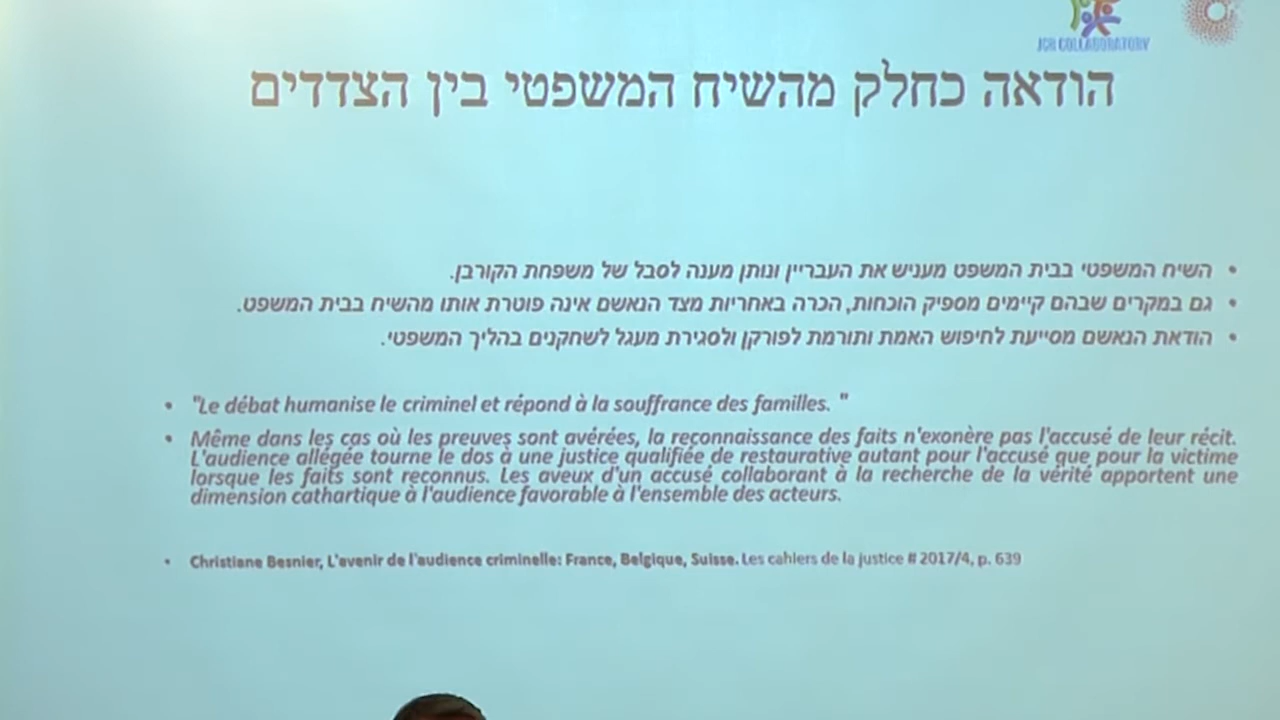 JCR COLLABORATORY
הודאה כחלק מהשיח המשפטי בין הצדדים
• השיח המשפטי בבית המשפט מעניש את העבריין ונותן מענה לסבל של משפחת הקורבן.
• גם במקרים שבהם קיימים מספיק הוכחות, הכרה באחריות מצד הנאשם אינה פוטרת אותו מהשיח בבית המשפט.
• הודאת הנאשם מסייעת לחיפוש האמת ותורמת לפורקן ולסגירת מעגל לשחקנים בהליך המשפטי.
• "Le débat humanise le criminel et répond à la souffrance des familles. "
• Même dans les cas où les preuves sont avérées, la reconnaissance des faits n'exonère pas l'accusé de leur récit.
L'audience allégée tourne le dos à une justice qualifiée de restaurative autant pour l'accusé que pour la victime
lorsque les faits sont reconnus. Les aveux d'un accusé collaborant à la recherche de la vérité apportent une
dimension cathartique à l'audience favorable à l'ensemble des acteurs.
• Christiane Besnier, L'avenir de l'audience criminelle: France, Belgique, Suisse. Les cahiers de la justice # 2017/4, p. 639